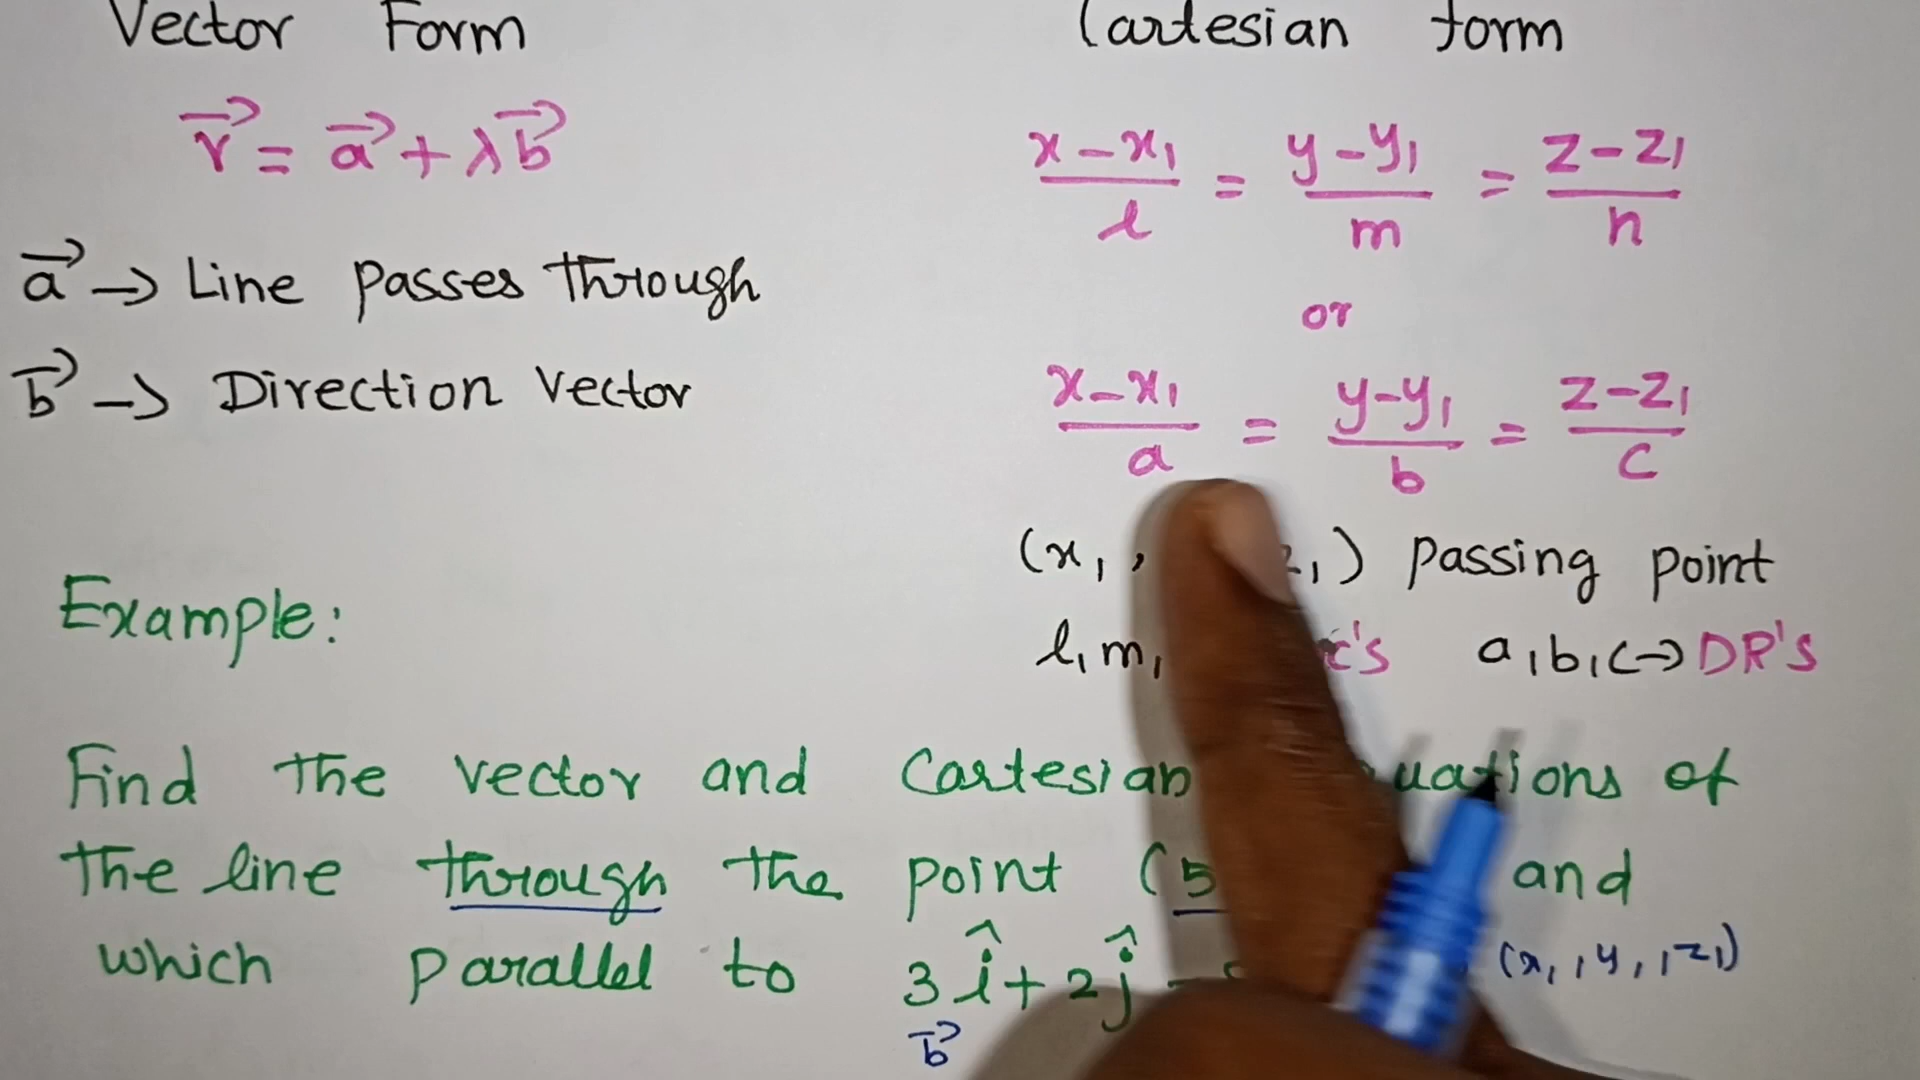 Vector Form
r⃗ = a⃗ + λb⃗
a⃗ → Line passes through
b⃗ → Direction vector
Cartesian form
x-x₁/l = y-y₁/m = z-z₁/n
or
x-x₁/a = y-y₁/b = z-z₁/c
(x₁, z₁) passing point
l, m, c's a, b, c → DR's
Example:
Find the vector and Cartesian of
the line through the point (5 and
which parallel to 3î + 2ĵ - (x₁, y₁, z₁)
b⃗